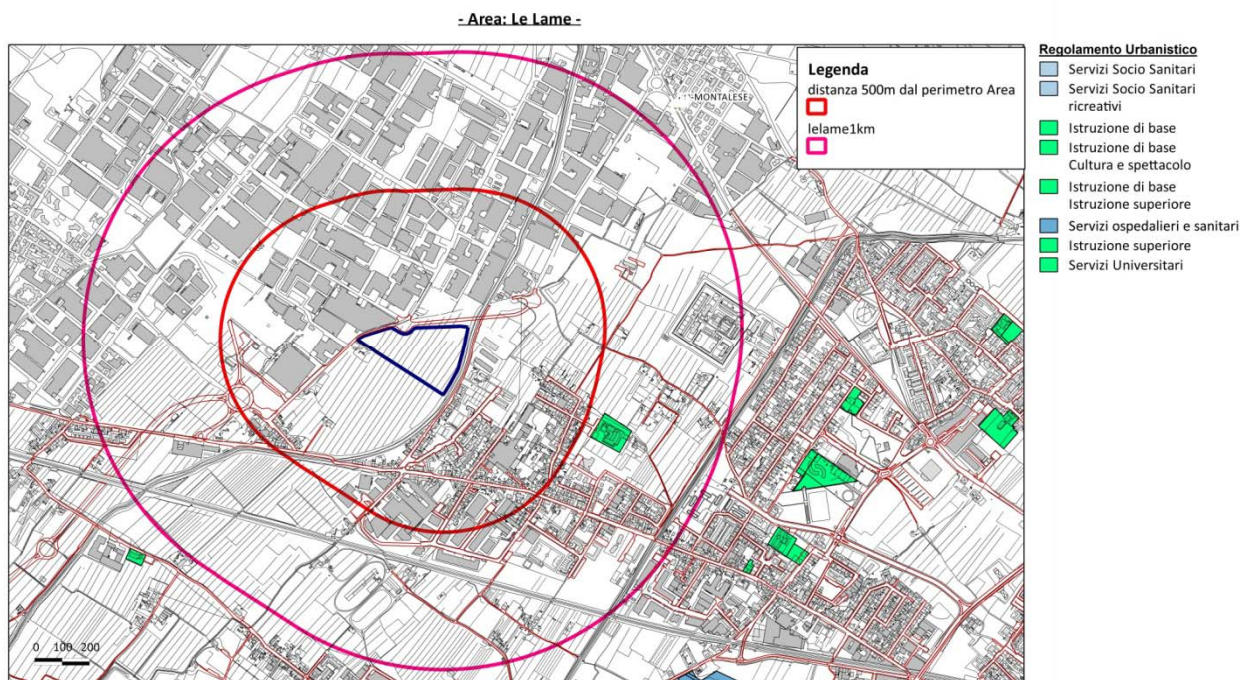 - Area: Le Lame -
Legenda
distanza 500m dal perimetro Area
lelame1km
MONTALESE
0 100 200
Regolamento Urbanistico
Servizi Socio Sanitari
Servizi Socio Sanitari
ricreativi
Istruzione di base
Istruzione di base
Cultura e spettacolo
Istruzione di base
Istruzione superiore
Servizi ospedalieri e sanitari
Istruzione superiore
Servizi Universitari